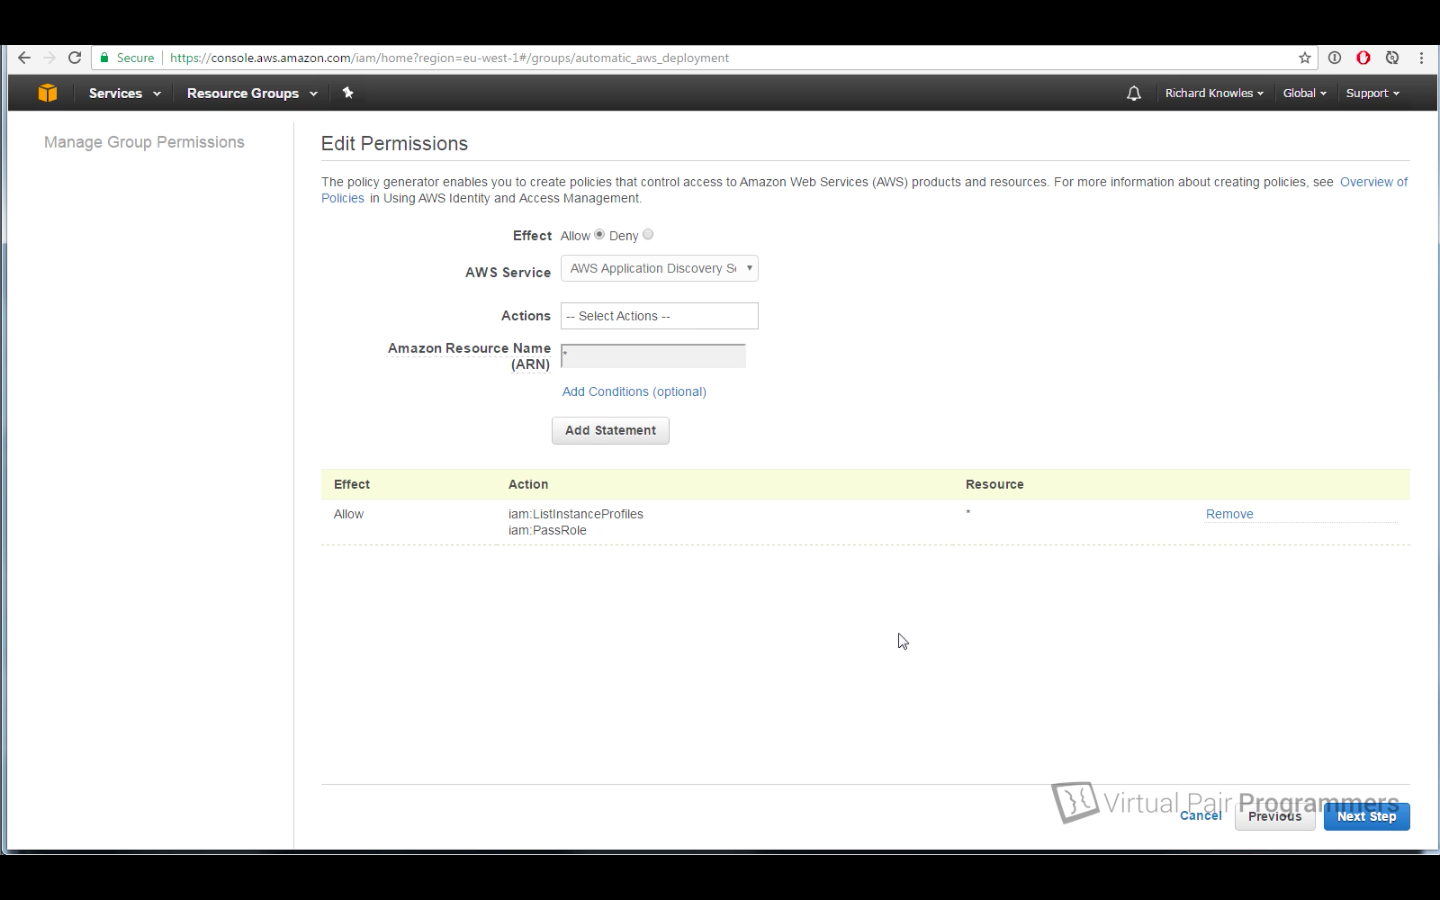 Secure https://console.aws.amazon.com/iam/home?region=eu-west-1#/groups/automatic_aws_deployment
Services Resource Groups Richard Knowles Global Support
Manage Group Permissions
Edit Permissions
The policy generator enables you to create policies that control access to Amazon Web Services (AWS) products and resources. For more information about creating policies, see Overview of
Policies in Using AWS Identity and Access Management.
Effect Allow Deny
AWS Service AWS Application Discovery Se
Actions -- Select Actions --
Amazon Resource Name
(ARN) *
Add Conditions (optional)
Add Statement
Effect Action Resource
Allow iam:ListInstanceProfiles * Remove
iam:PassRole
Virtual Pair Programmers
Cancel Previous Next Step